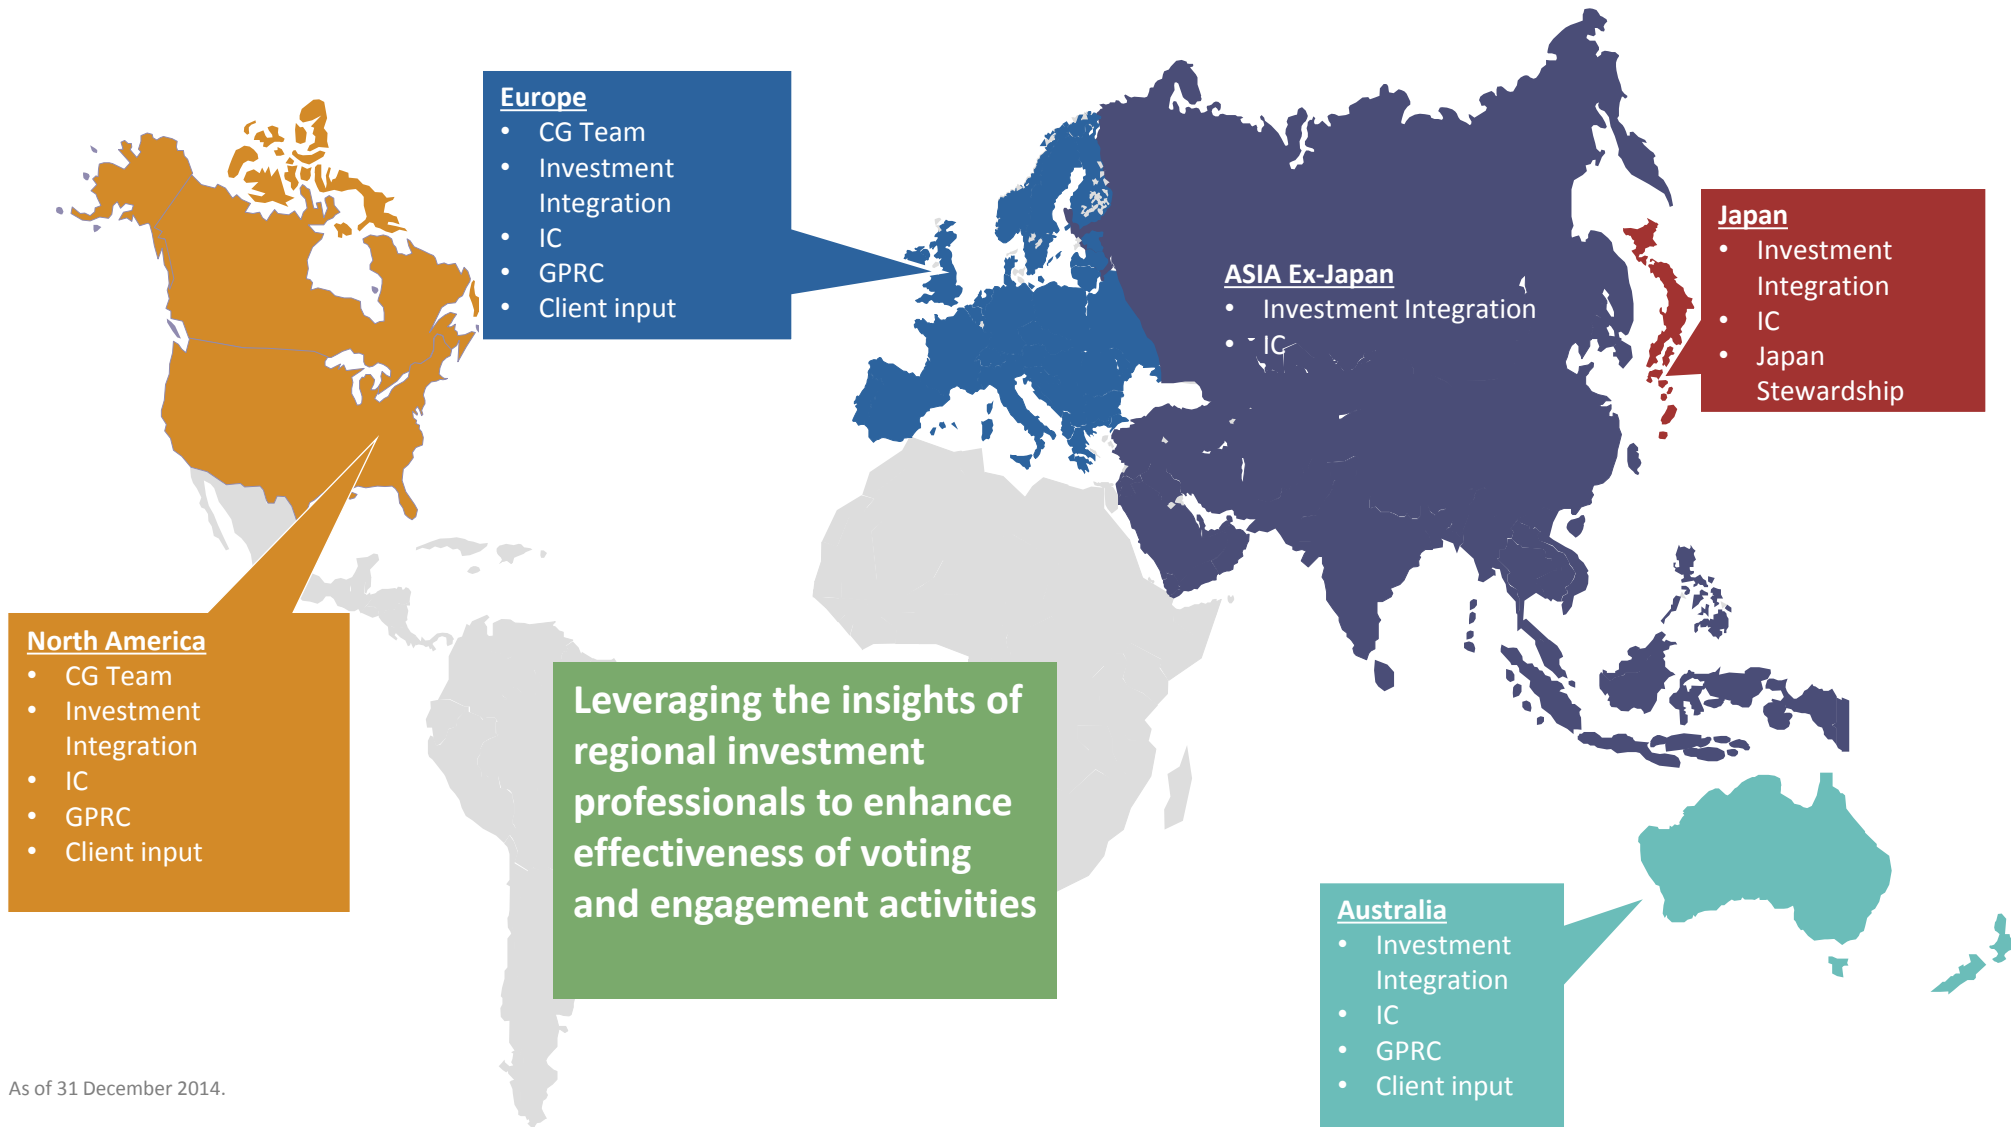 Europe
• CG Team
• Investment
Integration
• IC
• GPRC
• Client input
ASIA Ex-Japan
• Investment Integration
• IC
Japan
• Investment
Integration
• IC
• Japan
Stewardship
North America
• CG Team
• Investment
Integration
• IC
• GPRC
• Client input
Leveraging the insights of
regional investment
professionals to enhance
effectiveness of voting
and engagement activities
Australia
• Investment
Integration
• IC
• GPRC
• Client input
As of 31 December 2014.